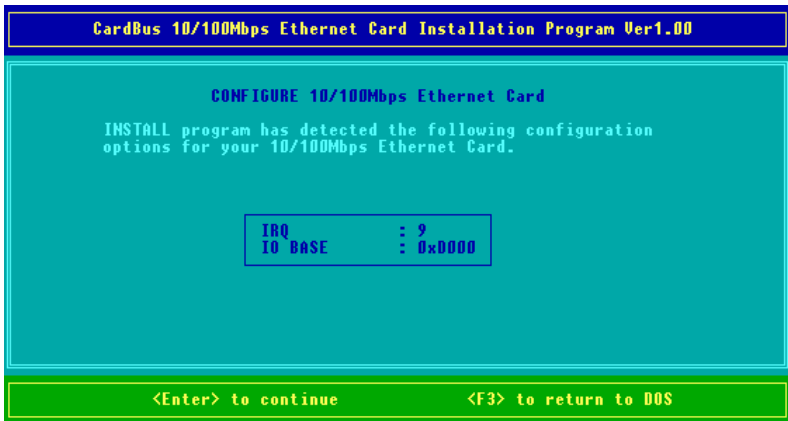 CardBus 10/100Mbps Ethernet Card Installation Program Ver1.00
CONFIGURE 10/100Mbps Ethernet Card
INSTALL program has detected the following configuration
options for your 10/100Mbps Ethernet Card.
IRQ : 9
IO BASE : 0xD000
<Enter> to continue <F3> to return to DOS